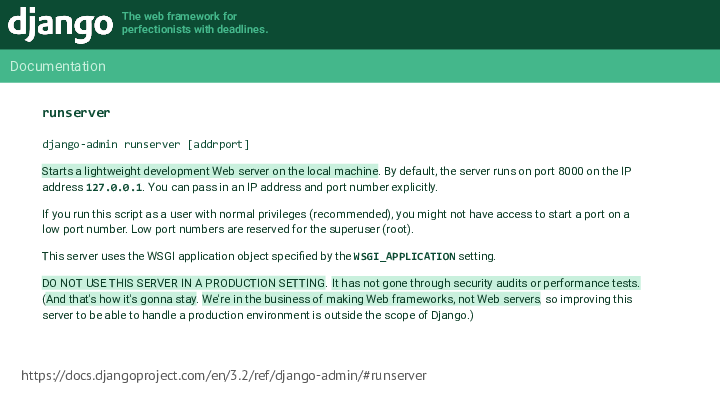 django
The web framework for
perfectionists with deadlines.
Documentation
runserver
django-admin runserver [addrport]
Starts a lightweight development Web server on the local machine. By default, the server runs on port 8000 on the IP
address 127.0.0.1. You can pass in an IP address and port number explicitly.
If you run this script as a user with normal privileges (recommended), you might not have access to start a port on a
low port number. Low port numbers are reserved for the superuser (root).
This server uses the WSGI application object specified by the WSGI_APPLICATION setting.
DO NOT USE THIS SERVER IN A PRODUCTION SETTING. It has not gone through security audits or performance tests.
(And that's how it's gonna stay. We're in the business of making Web frameworks, not Web servers, so improving this
server to be able to handle a production environment is outside the scope of Django.)
https://docs.djangoproject.com/en/3.2/ref/django-admin/#runserver